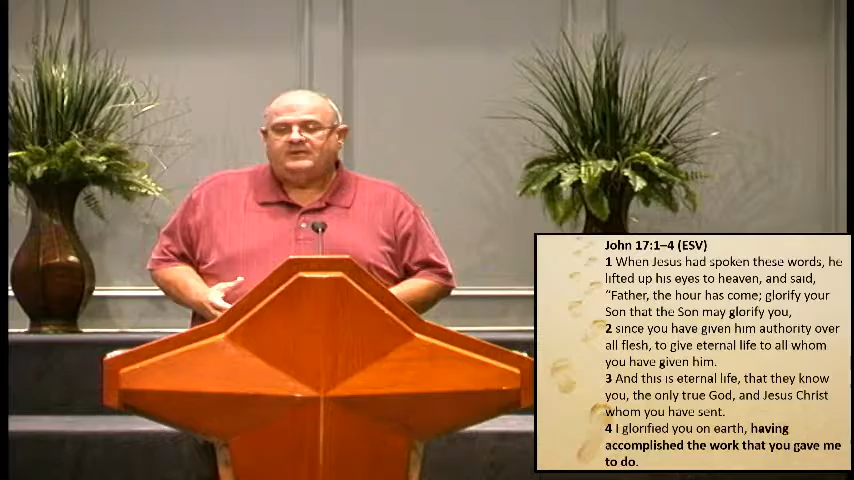 John 17:1–4 (ESV)
1 When Jesus had spoken these words, he
lifted up his eyes to heaven, and said,
“Father, the hour has come; glorify your
Son that the Son may glorify you,
2 since you have given him authority over
all flesh, to give eternal life to all whom
you have given him.
3 And this is eternal life, that they know
you, the only true God, and Jesus Christ
whom you have sent.
4 I glorified you on earth, having
accomplished the work that you gave me
to do.